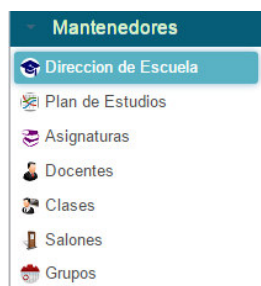 Mantenedores
Direccion de Escuela
Plan de Estudios
Asignaturas
Docentes
Clases
Salones
Grupos